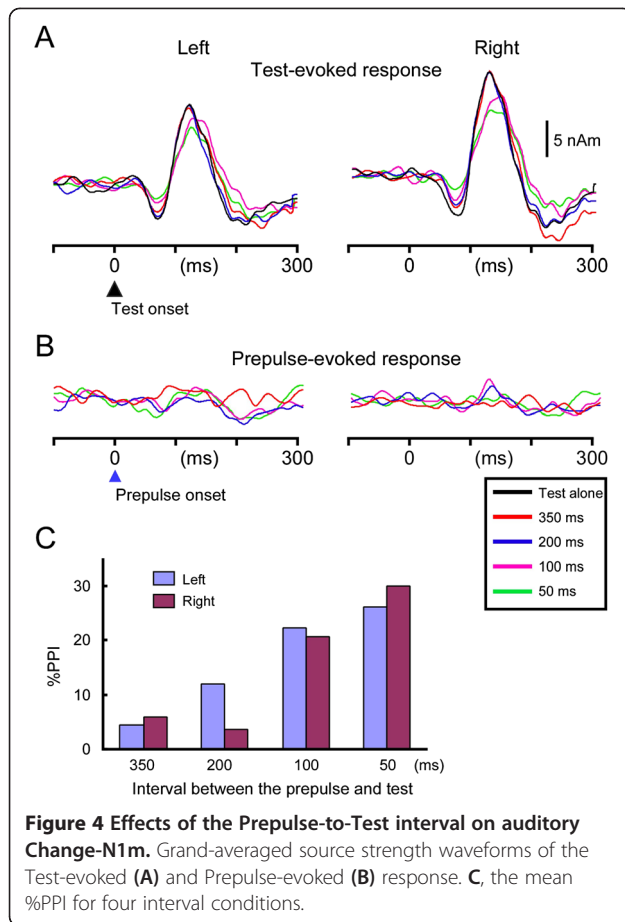 A
Left
Right
Test-evoked response
5 nAm
0 (ms) 300
0 (ms) 300
Test onset
B
Prepulse-evoked response
0 (ms) 300
0 (ms) 300
Prepulse onset
Test alone
350 ms
200 ms
100 ms
50 ms
C
Left
Right
30
20
10
0
%PPI
350 200 100 50 (ms)
Interval between the prepulse and test
Figure 4 Effects of the Prepulse-to-Test interval on auditory
Change-N1m. Grand-averaged source strength waveforms of the
Test-evoked (A) and Prepulse-evoked (B) response. C, the mean
%PPI for four interval conditions.